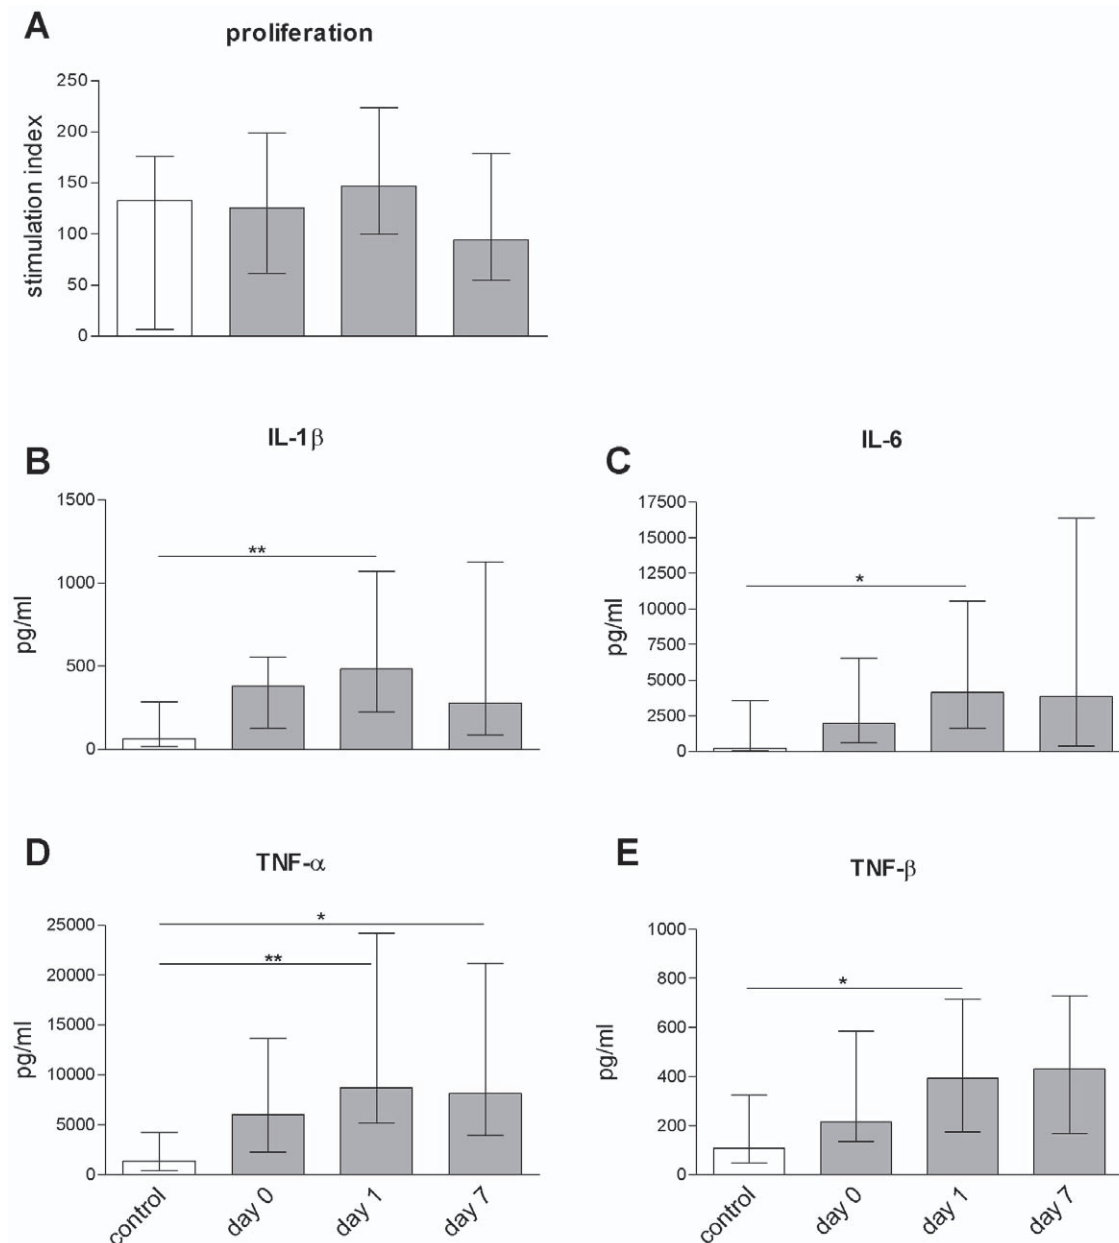 A
proliferation
stimulation index
250
200
150
100
50
0
B
IL-1β
pg/ml
1500
1000
500
0
**
C
IL-6
pg/ml
17500
15000
12500
10000
7500
5000
2500
0
*
D
TNF-α
pg/ml
25000
20000
15000
10000
5000
0
*
**
control
day 0
day 1
day 7
E
TNF-β
pg/ml
1000
800
600
400
200
0
*
control
day 0
day 1
day 7